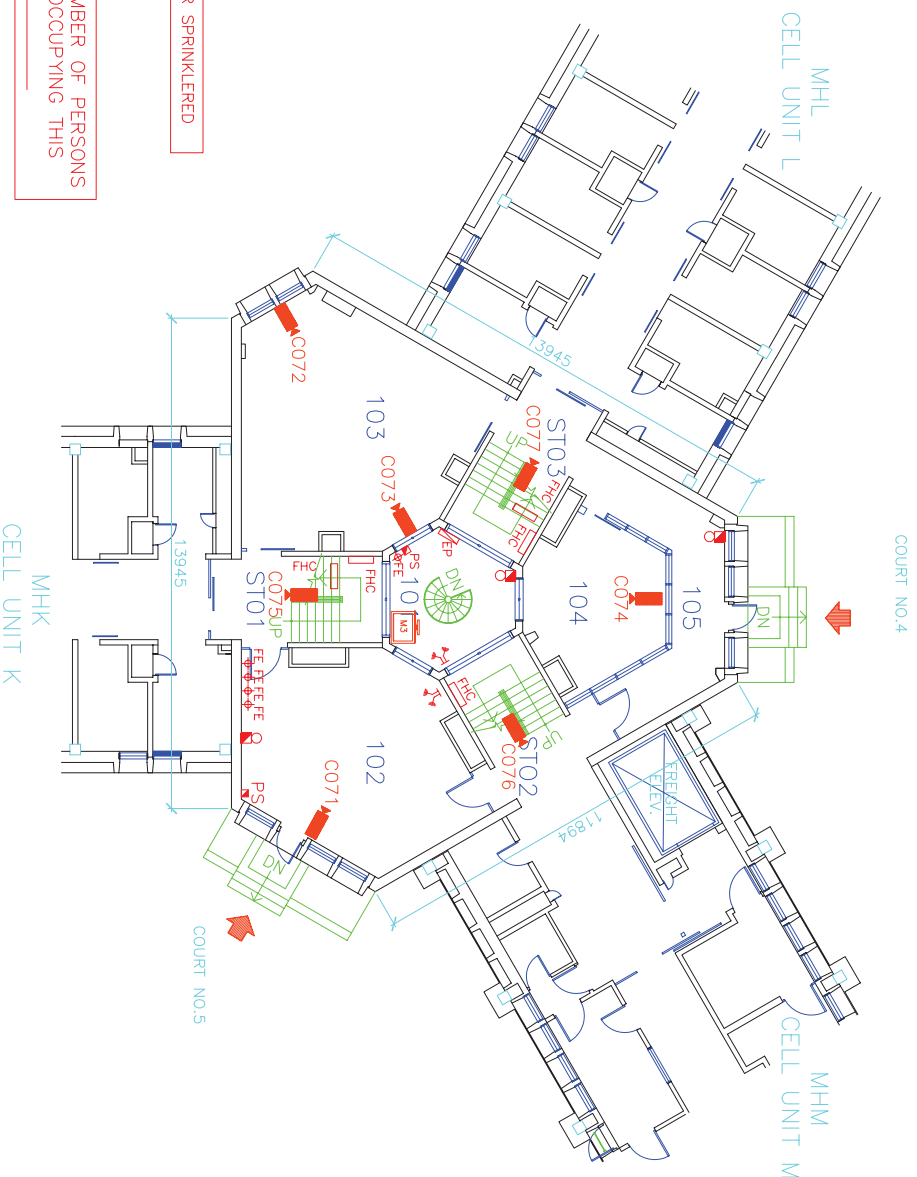 R SPRINKLERED
MBER OF PERSONS
OCCUPYING THIS
MHL
CELL UNIT L
COURT NO.4
13945
C072
103
C077
ST03
UP
FHC
FHC
C073
EP
PS
FE
DN
C074
104
105
DN
MHK
CELL UNIT K
13945
ST01
C075
UP
FHC
FHC
10
M3
FHC
UP
ST02
C076
FREIGHT
ELEV.
11894
FE FE FE FE
102
PS
C071
DN
COURT NO.5
MHM
CELL UNIT M